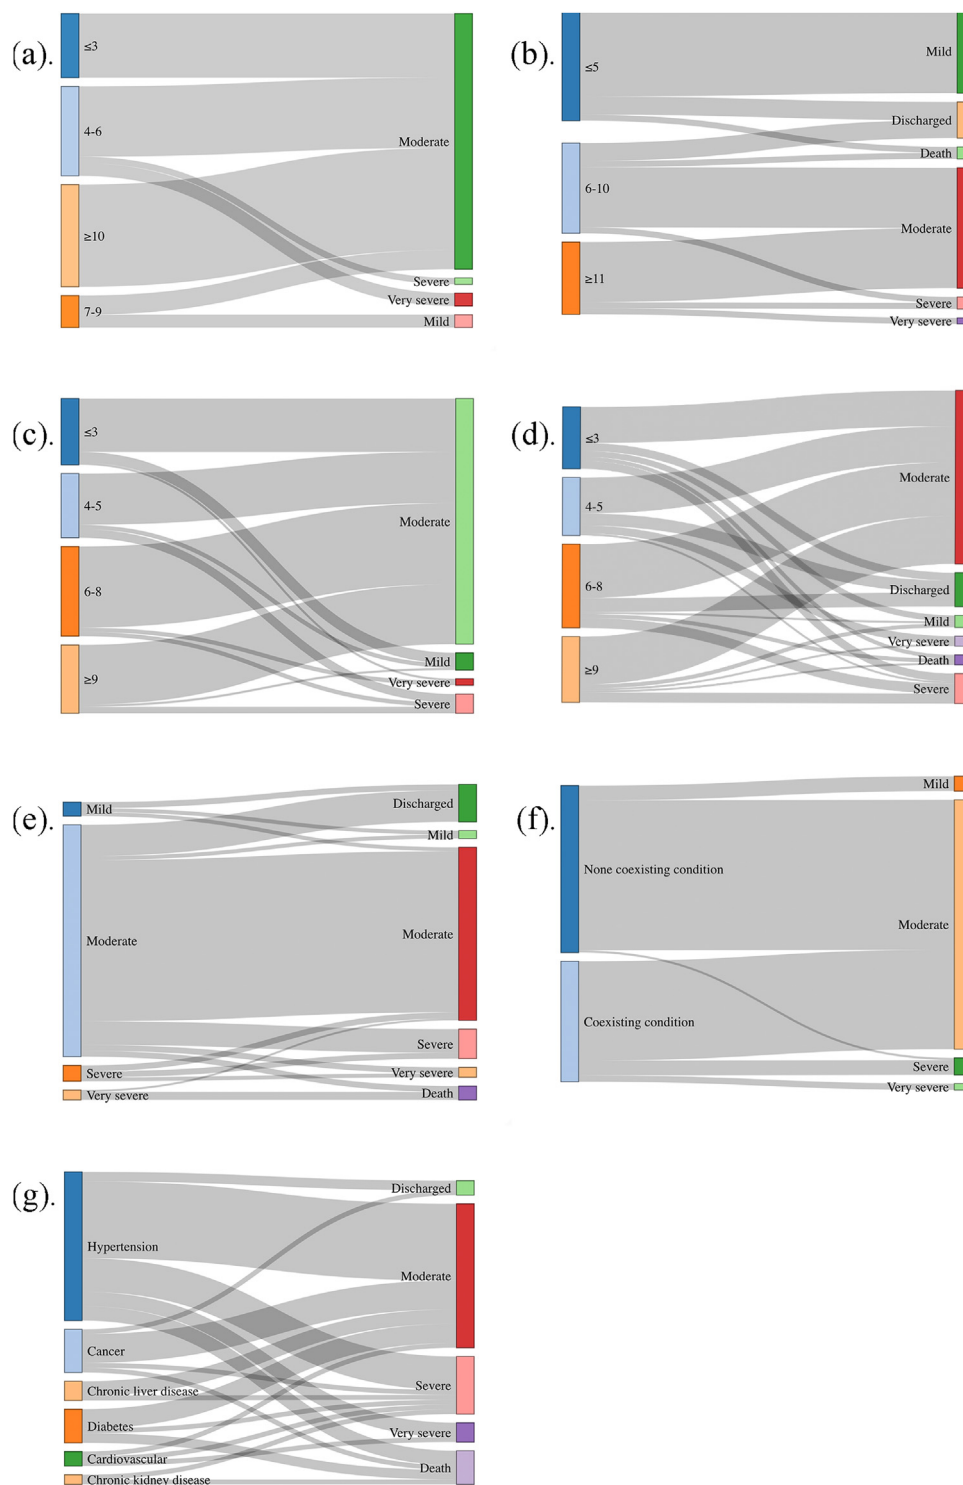 (a).
≤3
4-6
≥10
7-9
Moderate
Severe
Very severe
Mild
(b).
≤5
6-10
≥11
Mild
Discharged
Death
Moderate
Severe
Very severe
(c).
≤3
4-5
6-8
≥9
Moderate
Mild
Very severe
Severe
(d).
≤3
4-5
6-8
≥9
Moderate
Discharged
Mild
Very severe
Death
Severe
(e).
Mild
Moderate
Severe
Very severe
Discharged
Mild
Moderate
Severe
Very severe
Death
(f).
None coexisting condition
Coexisting condition
Mild
Moderate
Severe
Very severe
(g).
Hypertension
Cancer
Chronic liver disease
Diabetes
Cardiovascular
Chronic kidney disease
Discharged
Moderate
Severe
Very severe
Death